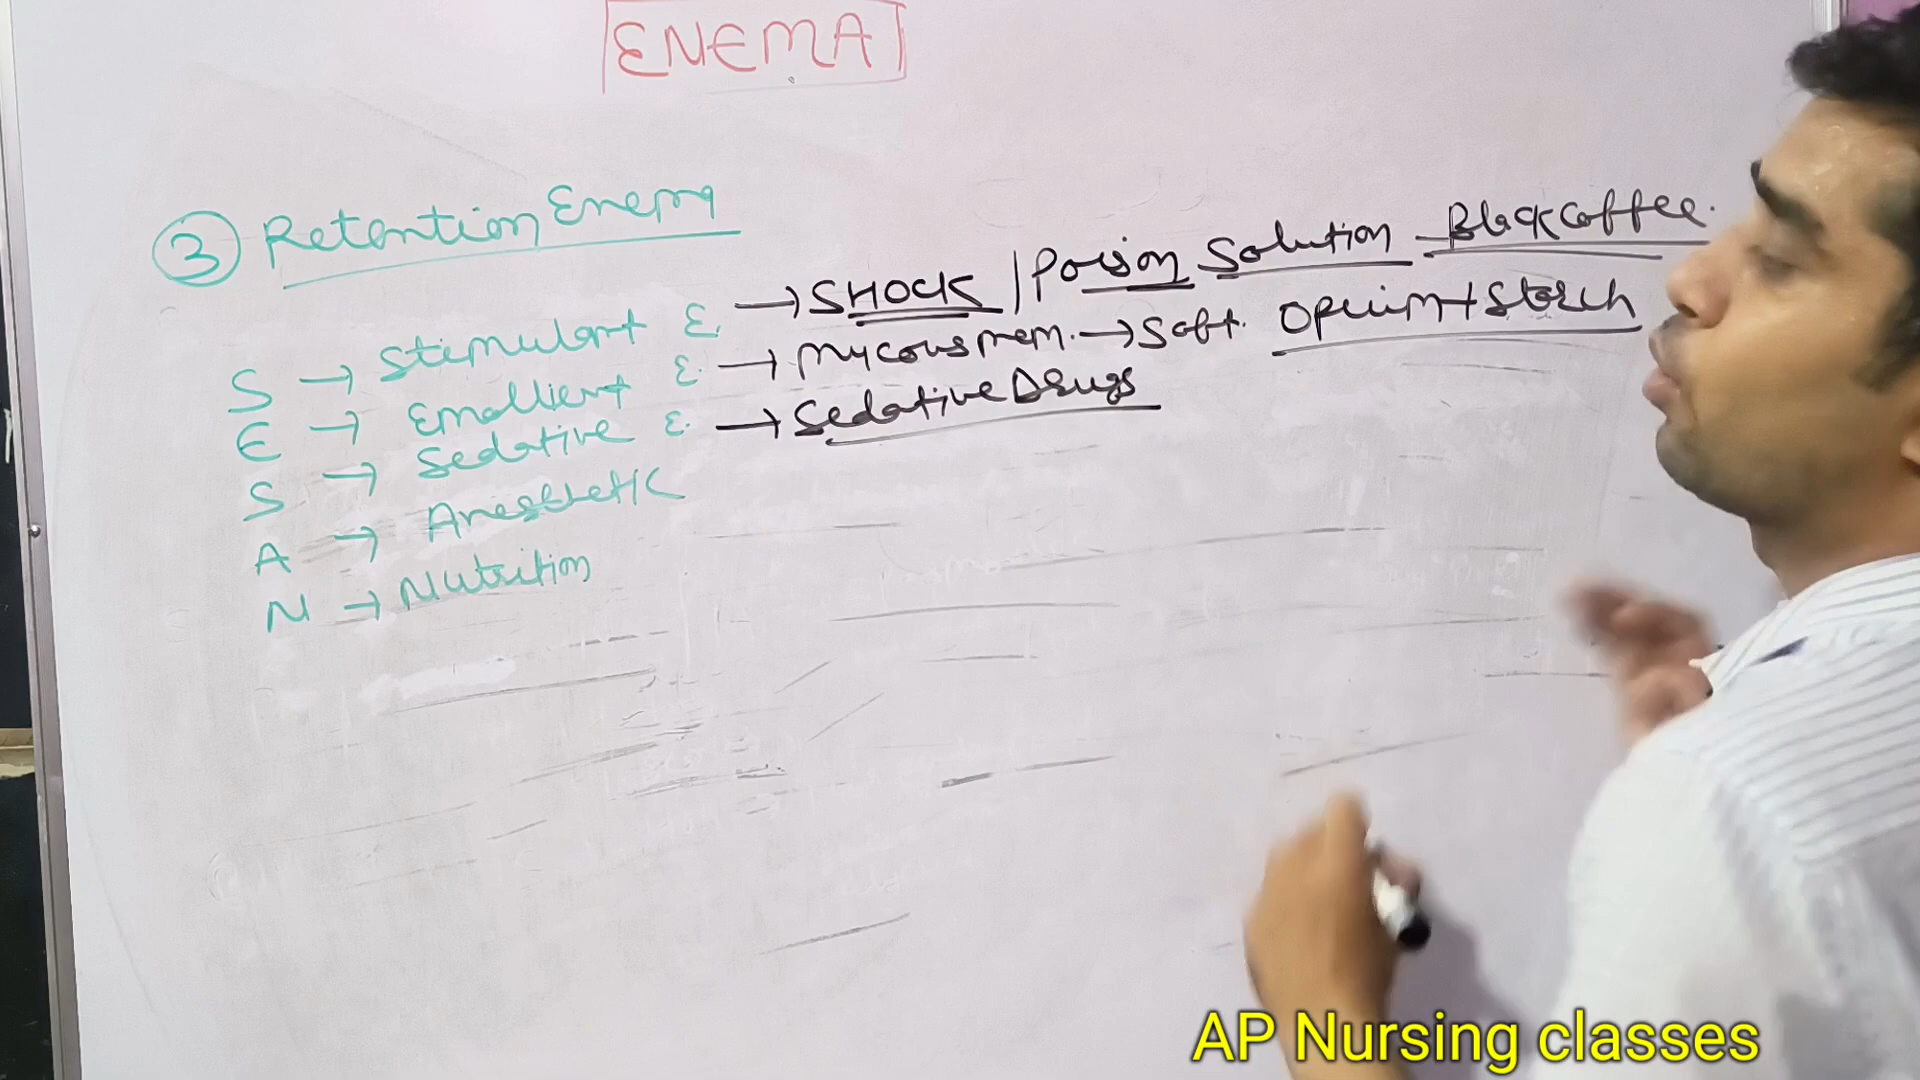 ENEMA
③ Retention Enema
S → Stimulant E. → SHOCK / Poison Solution - Black Coffee.
E → Emollient E. → Mycous mem. → Soft. Opium + Starch
S → Sedative E. → Sedative Drugs
A → Anesthetic
N → Nutrition
AP Nursing classes